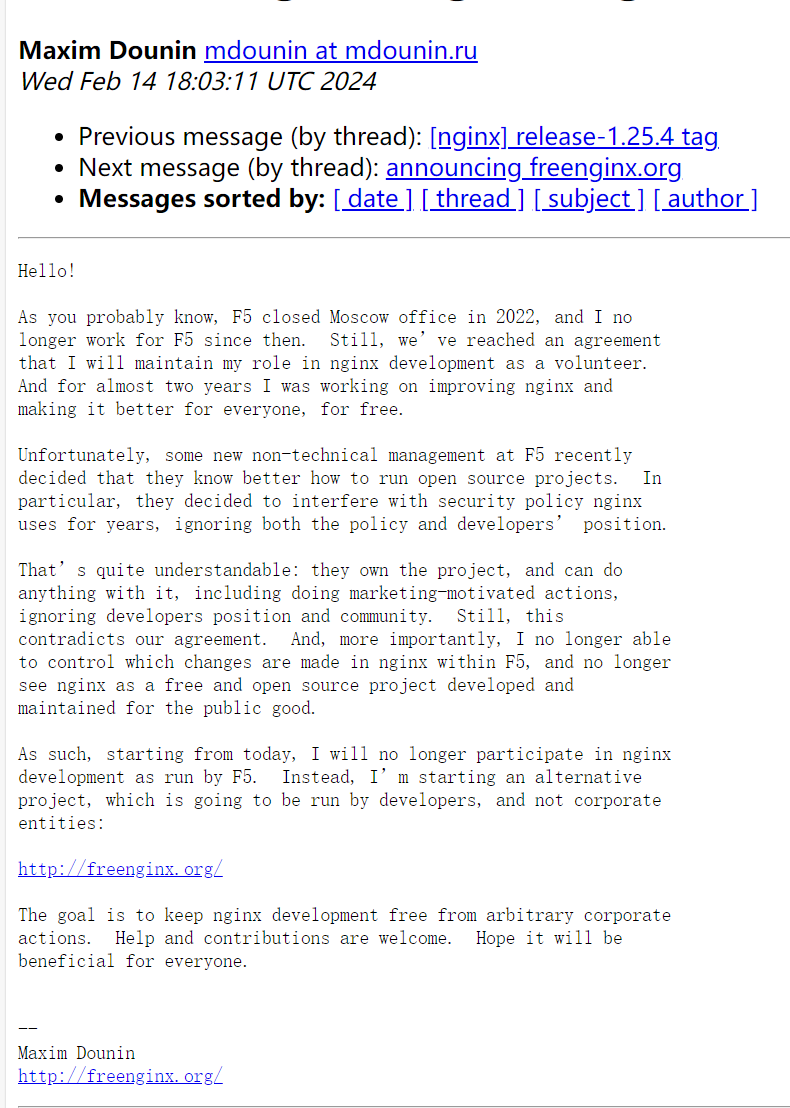 Maxim Dounin mdounin at mdounin.ru
Wed Feb 14 18:03:11 UTC 2024
• Previous message (by thread): [nginx] release-1.25.4 tag
• Next message (by thread): announcing freenginx.org
• Messages sorted by: [ date ] [ thread ] [ subject ] [ author ]
Hello!
As you probably know, F5 closed Moscow office in 2022, and I no
longer work for F5 since then.  Still, we’ve reached an agreement
that I will maintain my role in nginx development as a volunteer.
And for almost two years I was working on improving nginx and
making it better for everyone, for free.
Unfortunately, some new non-technical management at F5 recently
decided that they know better how to run open source projects.  In
particular, they decided to interfere with security policy nginx
uses for years, ignoring both the policy and developers’ position.
That’s quite understandable: they own the project, and can do
anything with it, including doing marketing-motivated actions,
ignoring developers position and community.  Still, this
contradicts our agreement.  And, more importantly, I no longer able
to control which changes are made in nginx within F5, and no longer
see nginx as a free and open source project developed and
maintained for the public good.
As such, starting from today, I will no longer participate in nginx
development as run by F5.  Instead, I’m starting an alternative
project, which is going to be run by developers, and not corporate
entities:
http://freenginx.org/
The goal is to keep nginx development free from arbitrary corporate
actions.  Help and contributions are welcome.  Hope it will be
beneficial for everyone.
--
Maxim Dounin
http://freenginx.org/